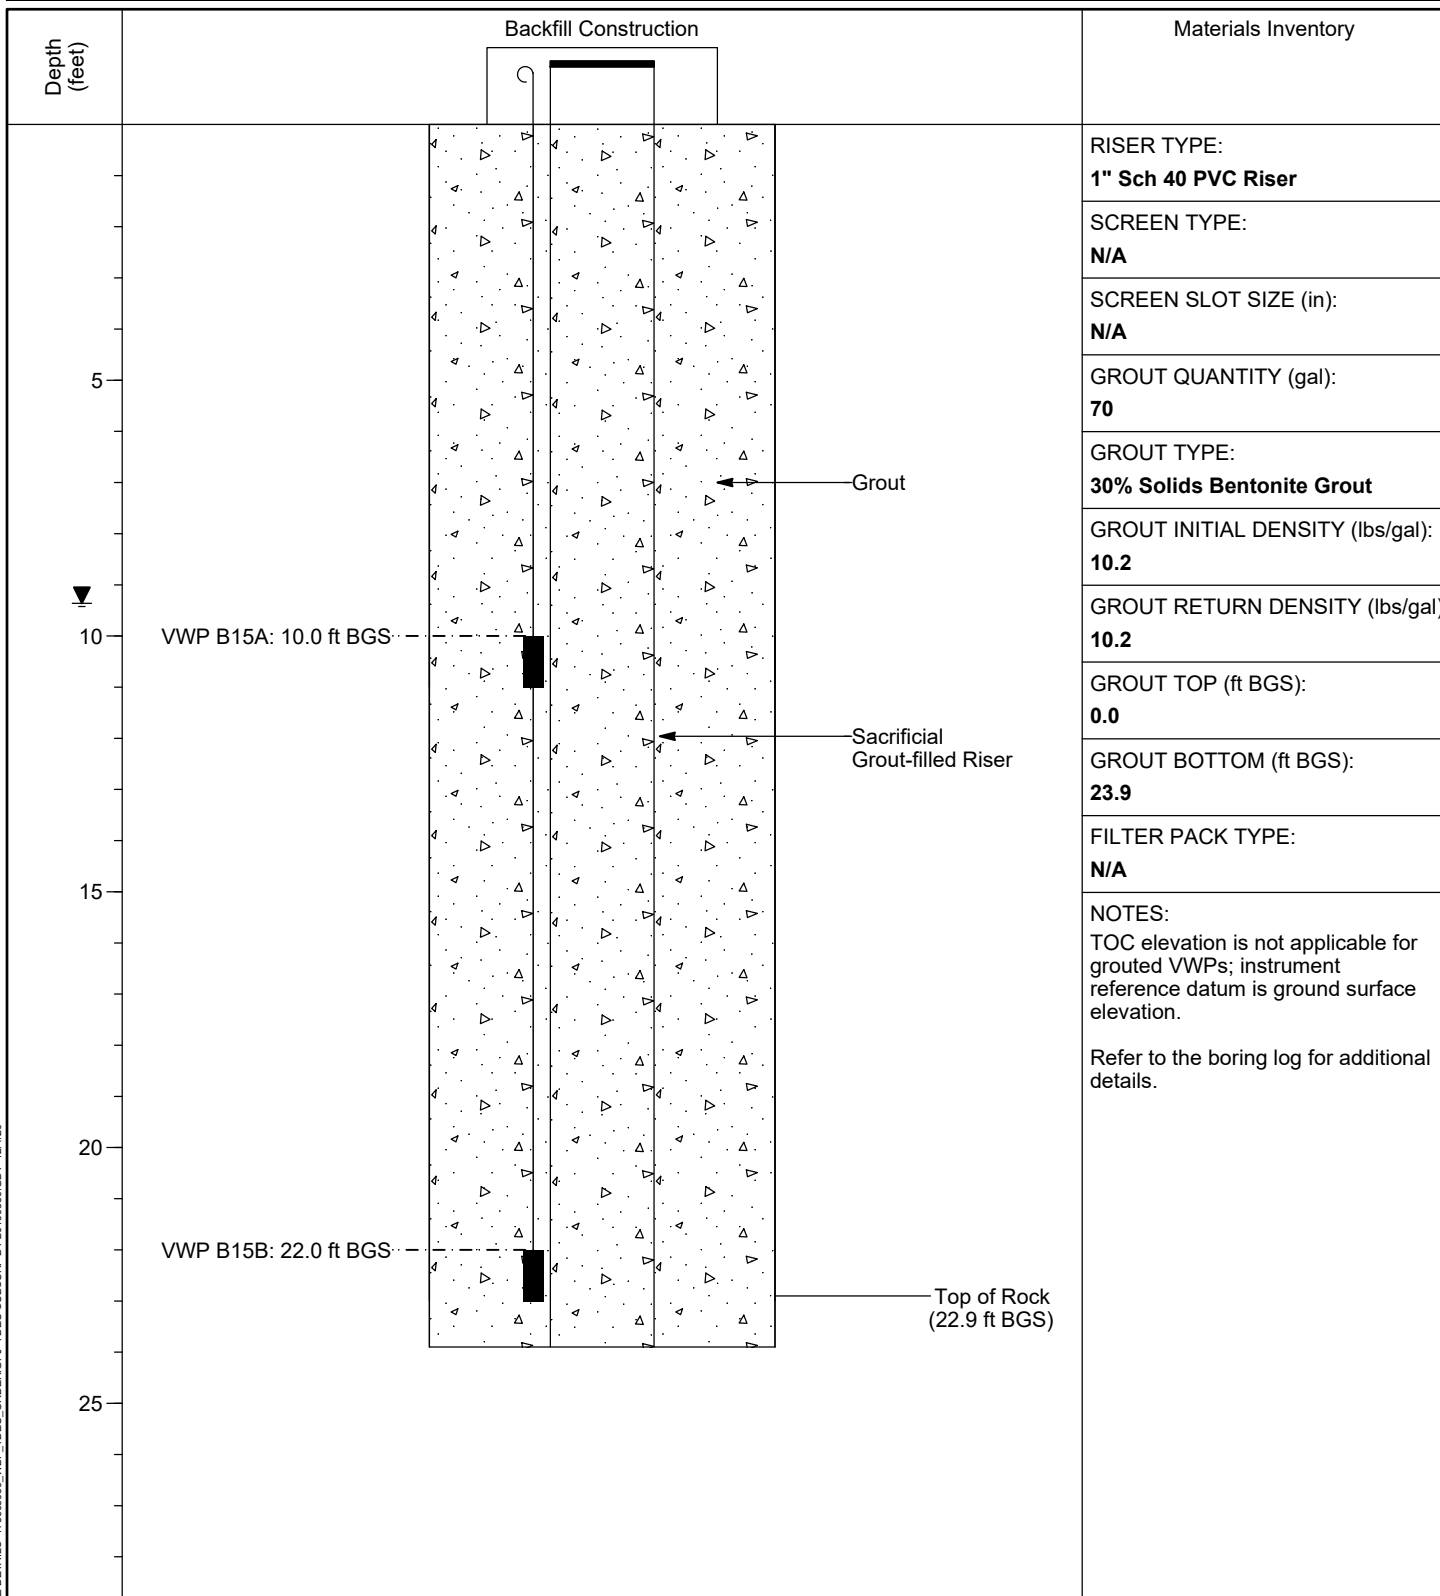 Depth
(feet)
Backfill Construction
Materials Inventory
RISER TYPE:
1" Sch 40 PVC Riser
SCREEN TYPE:
N/A
SCREEN SLOT SIZE (in):
N/A
5
GROUT QUANTITY (gal):
70
GROUT TYPE:
Grout
30% Solids Bentonite Grout
GROUT INITIAL DENSITY (lbs/gal):
10.2
GROUT RETURN DENSITY (lbs/gal)
10
VWP B15A: 10.0 ft BGS
10.2
GROUT TOP (ft BGS):
0.0
Sacrificial
Grout-filled Riser
GROUT BOTTOM (ft BGS):
23.9
FILTER PACK TYPE:
N/A
15
NOTES:
TOC elevation is not applicable for
grouted VWPs; instrument
reference datum is ground surface
elevation.
Refer to the boring log for additional
details.
20
VWP B15B: 22.0 ft BGS
Top of Rock
(22.9 ft BGS)
25